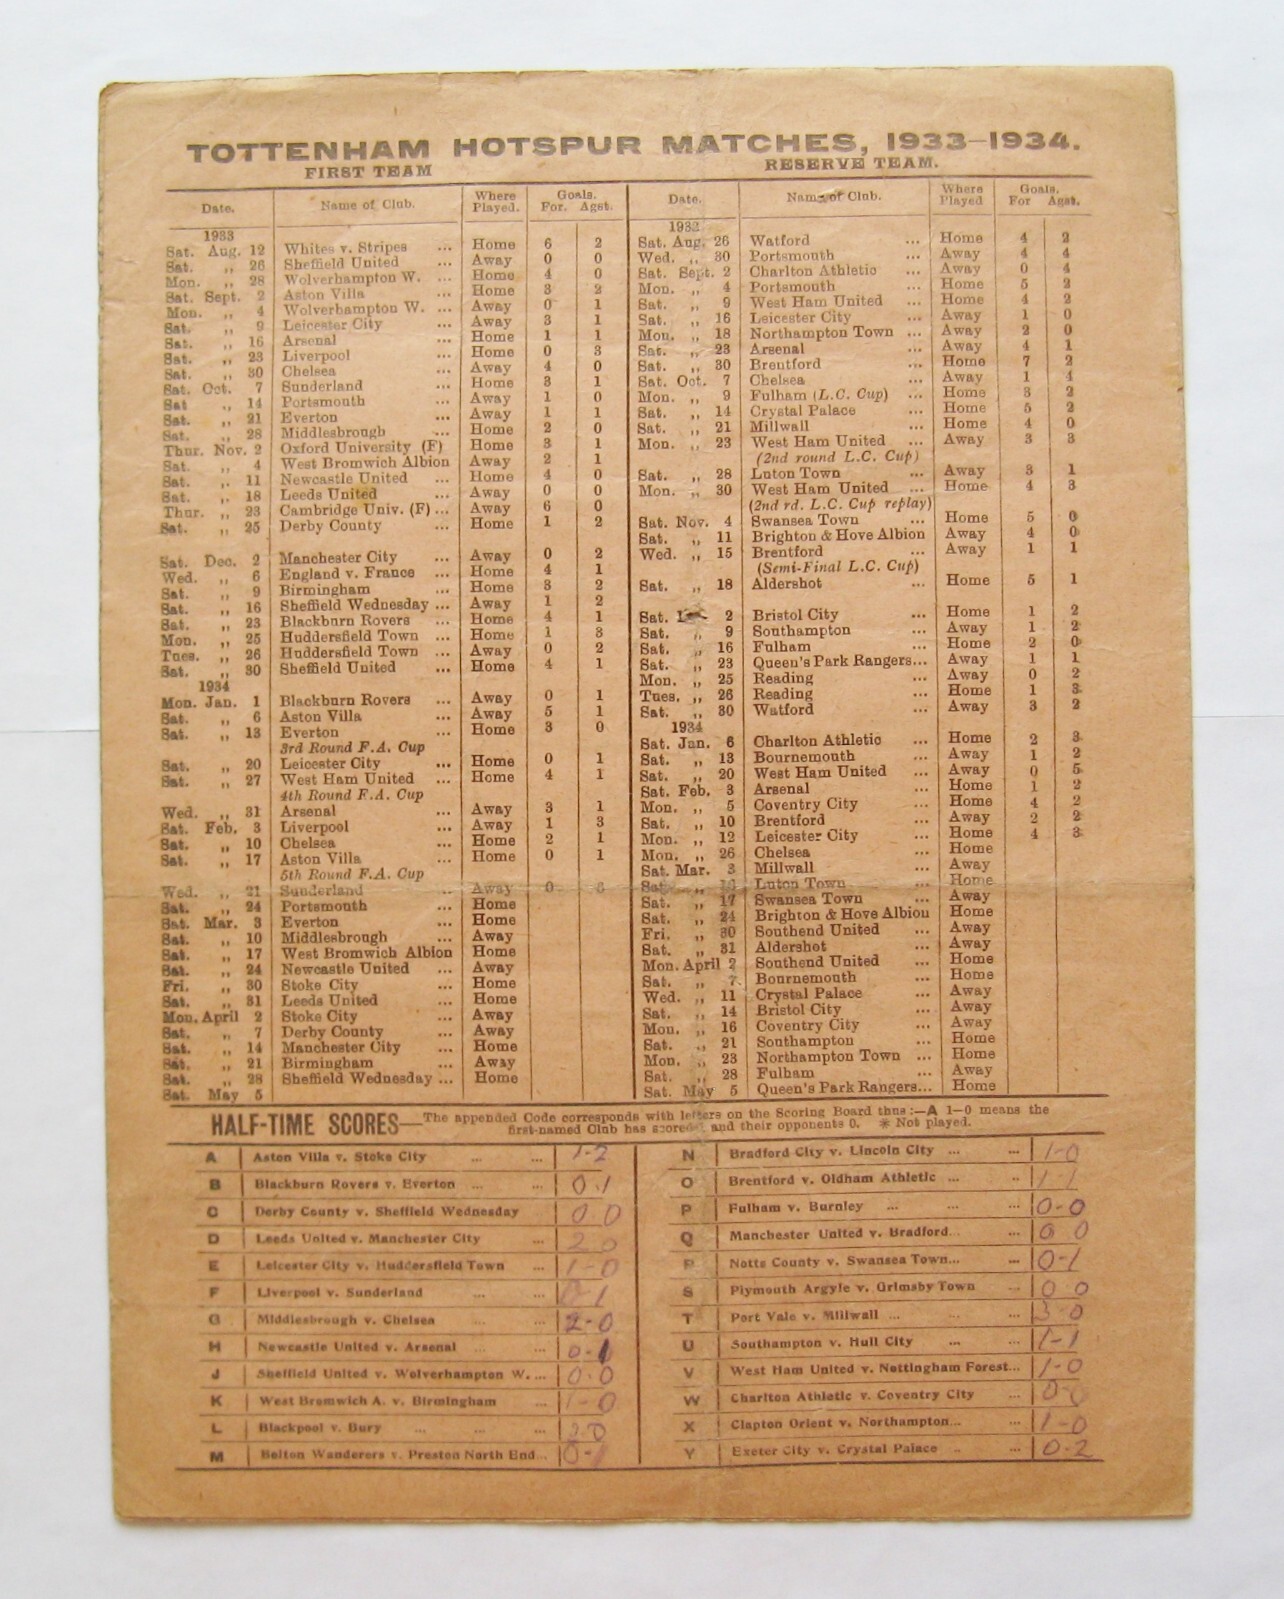 TOTTENHAM HOTSPUR MATCHES, 1933-1934.
FIRST TEAM
Date. Name of Club. Where Played. Goals. For. Agst.
1933
Sat. Aug. 12 Whites v. Stripes ... Home 6 2
Sat. ,, 26 Sheffield United ... Away 0 0
Mon. ,, 28 Wolverhampton W. ... Home 4 0
Sat. Sept. 2 Aston Villa ... Home 3 2
Mon. ,, 4 Wolverhampton W. ... Away 0 1
Sat. ,, 9 Leicester City ... Away 3 1
Sat. ,, 16 Arsenal ... Home 1 1
Sat. ,, 23 Liverpool ... Home 0 3
Sat. ,, 30 Chelsea ... Away 4 0
Sat. Oct. 7 Sunderland ... Home 3 1
Sat ,, 14 Portsmouth ... Away 1 0
Sat. ,, 21 Everton ... Away 1 1
Sat. ,, 28 Middlesbrough ... Home 2 0
Thur. Nov. 2 Oxford University (F) Home 3 1
Sat. ,, 4 West Bromwich Albion Away 2 1
Sat. ,, 11 Newcastle United ... Home 4 0
Sat. ,, 18 Leeds United ... Away 0 0
Thur. ,, 23 Cambridge Univ. (F) ... Away 6 0
Sat. ,, 25 Derby County ... Home 1 2
Sat. Dec. 2 Manchester City ... Away 0 2
Wed. ,, 6 England v. France ... Home 4 1
Sat. ,, 9 Birmingham ... Home 3 2
Sat. ,, 16 Sheffield Wednesday ... Away 1 2
Sat. ,, 23 Blackburn Rovers ... Home 4 1
Mon. ,, 25 Huddersfield Town ... Home 1 3
Tues. ,, 26 Huddersfield Town ... Away 0 2
Sat. ,, 30 Sheffield United ... Home 4 1
1934
Mon. Jan. 1 Blackburn Rovers ... Away 0 1
Sat. ,, 6 Aston Villa ... Away 5 1
Sat. ,, 13 Everton ... Home 3 0
3rd Round F.A. Cup
Sat. ,, 20 Leicester City ... Home 0 1
Sat. ,, 27 West Ham United ... Home 4 1
4th Round F.A. Cup
Wed. ,, 31 Arsenal ... Away 3 1
Sat. Feb. 3 Liverpool ... Away 1 3
Sat. ,, 10 Chelsea ... Home 2 1
Sat. ,, 17 Aston Villa ... Home 0 1
5th Round F.A. Cup
Wed. ,, 21 Sunderland ... Away 0
Sat. ,, 24 Portsmouth ... Home
Sat. Mar. 3 Everton ... Home
Sat. ,, 10 Middlesbrough ... Away
Sat. ,, 17 West Bromwich Albion Home
Sat. ,, 24 Newcastle United ... Away
Fri. ,, 30 Stoke City ... Home
Sat. ,, 31 Leeds United ... Home
Mon. April 2 Stoke City ... Away
Sat. ,, 7 Derby County ... Away
Sat. ,, 14 Manchester City ... Home
Sat. ,, 21 Birmingham ... Away
Sat. ,, 28 Sheffield Wednesday ... Home
Sat. May 5
RESERVE TEAM.
Date. Name of Club. Where Played Goals. For Agst.
Sat. Aug. 26 Watford ... Home 4 2
Wed. ,, 30 Portsmouth ... Away 4 4
Sat. Sept. 2 Charlton Athletic ... Away 0 4
Mon. ,, 4 Portsmouth ... Home 5 2
Sat. ,, 9 West Ham United ... Home 4 2
Sat. ,, 16 Leicester City ... Away 1 0
Mon. ,, 18 Northampton Town ... Away 2 0
Sat. ,, 23 Arsenal ... Away 4 1
Sat. ,, 30 Brentford ... Home 7 2
Sat. Oct. 7 Chelsea ... Away 1 4
Mon. ,, 9 Fulham (L.C. Cup) ... Home 3 2
Sat. ,, 14 Crystal Palace ... Home 5 2
Sat. ,, 21 Millwall ... Home 4 0
Mon. ,, 23 West Ham United ... Away 3 3
(2nd round L.C. Cup)
Sat. ,, 28 Luton Town ... Away 3 1
Mon. ,, 30 West Ham United ... Home 4 3
(2nd rd. L.C. Cup replay)
Sat. Nov. 4 Swansea Town ... Home 5 0
Sat. ,, 11 Brighton & Hove Albion Away 4 0
Wed. ,, 15 Brentford ... Away 1 1
(Semi-Final L.C. Cup)
Sat. ,, 18 Aldershot ... Home 5 1
Sat. 2 Bristol City ... Home 1 2
Sat. ,, 9 Southampton ... Away 1 2
Sat. ,, 16 Fulham ... Home 2 0
Sat. ,, 23 Queen's Park Rangers... Away 1 1
Mon. ,, 25 Reading ... Away 0 2
Tues. ,, 26 Reading ... Home 1 3
Sat. ,, 30 Watford ... Away 3 2
1934
Sat. Jan. 6 Charlton Athletic ... Home 2 3
Sat. ,, 13 Bournemouth ... Away 1 2
Sat. ,, 20 West Ham United ... Away 0 5
Sat. Feb. 3 Arsenal ... Home 1 2
Mon. ,, 5 Coventry City ... Home 4 2
Sat. ,, 10 Brentford ... Away 2 2
Mon. ,, 12 Leicester City ... Home 4 3
Mon. ,, 26 Chelsea ... Home
Sat. Mar. 3 Millwall ... Away
Sat. ,, Luton Town ... Home
Sat. ,, 17 Swansea Town ... Away
Sat. ,, 24 Brighton & Hove Albion Home
Fri. ,, 30 Southend United ... Away
Sat. ,, 31 Aldershot ... Away
Mon. April 2 Southend United ... Home
Sat. ,, 7 Bournemouth ... Home
Wed. ,, 11 Crystal Palace ... Away
Sat. ,, 14 Bristol City ... Away
Mon. ,, 16 Coventry City ... Away
Sat. ,, 21 Southampton ... Home
Mon. ,, 23 Northampton Town ... Home
Sat. ,, 28 Fulham ... Away
Sat. May 5 Queen's Park Rangers... Home
HALF-TIME SCORES—The appended Code corresponds with letters on the Scoring Board thus:—A 1-0 means the
first-named Club has scored and their opponents 0. * Not played.
A Aston Villa v. Stoke City ... ... 1-2
B Blackburn Rovers v. Everton ... ... 0-1
C Derby County v. Sheffield Wednesday 0-0
D Leeds United v. Manchester City ... 2 0
E Leicester City v. Huddersfield Town ... 1-0
F Liverpool v. Sunderland ... ... 0-1
G Middlesbrough v. Chelsea ... ... 2-0
H Newcastle United v. Arsenal ... ... 0-1
J Sheffield United v. Wolverhampton W. ... 0-0
K West Bromwich A. v. Birmingham ... 1-0
L Blackpool v. Bury ... ... ... 0
M Bolton Wanderers v. Preston North End... 0-1
N Bradford City v. Lincoln City ... ... 1-0
O Brentford v. Oldham Athletic ... .. 1-1
P Fulham v. Burnley ... ... ... 0-0
Q Manchester United v. Bradford... ... 0 0
Notts County v. Swansea Town... ... 0-1
S Plymouth Argyle v. Grimsby Town ... 0 0
T Port Vale v. Millwall ... ... ... 3-0
U Southampton v. Hull City ... ... 1-1
V West Ham United v. Nottingham Forest... 1-0
W Charlton Athletic v. Coventry City ... 0-0
X Clapton Orient v. Northampton... ... 1-0
Y Exeter City v. Crystal Palace .. ... 0-2